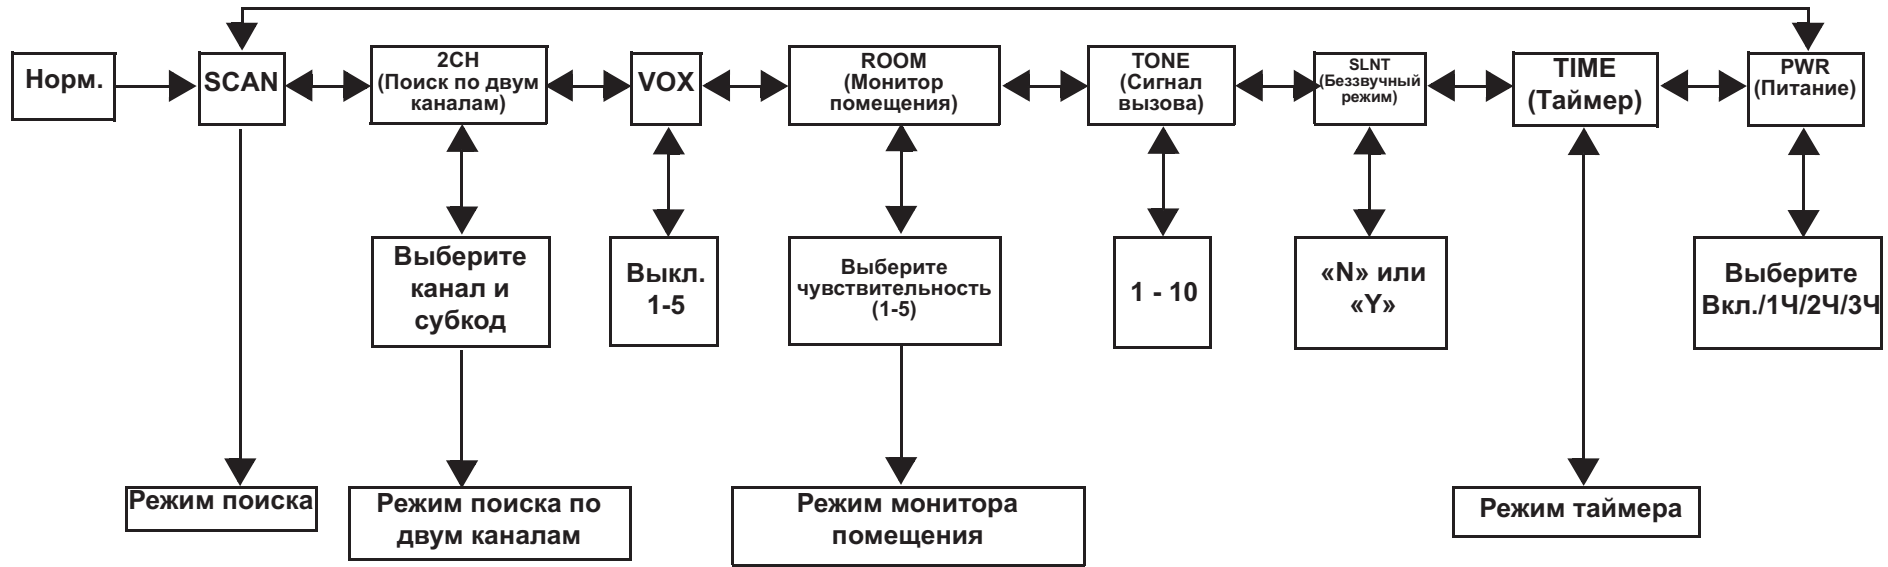 Норм.
SCAN
2CH
(Поиск по двум
каналам)
VOX
ROOM
(Монитор
помещения)
TONE
(Сигнал
вызова)
SLNT
(Беззвучный
режим)
TIME
(Таймер)
PWR
(Питание)
Выберите
канал и
субкод
Выкл.
1-5
Выберите
чувствительность
(1-5)
1 - 10
«N» или
«Y»
Выберите
Вкл./1Ч/2Ч/3Ч
Режим поиска
Режим поиска по
двум каналам
Режим монитора
помещения
Режим таймера